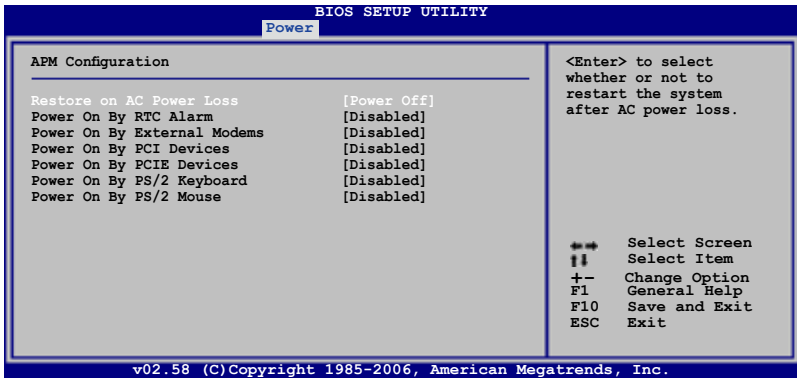 BIOS SETUP UTILITY
Power
APM Configuration
Restore on AC Power Loss [Power Off]
Power On By RTC Alarm [Disabled]
Power On By External Modems [Disabled]
Power On By PCI Devices [Disabled]
Power On By PCIE Devices [Disabled]
Power On By PS/2 Keyboard [Disabled]
Power On By PS/2 Mouse [Disabled]
<Enter> to select
whether or not to
restart the system
after AC power loss.
←→ Select Screen
↑↓ Select Item
+- Change Option
F1 General Help
F10 Save and Exit
ESC Exit
v02.58 (C)Copyright 1985-2006, American Megatrends, Inc.